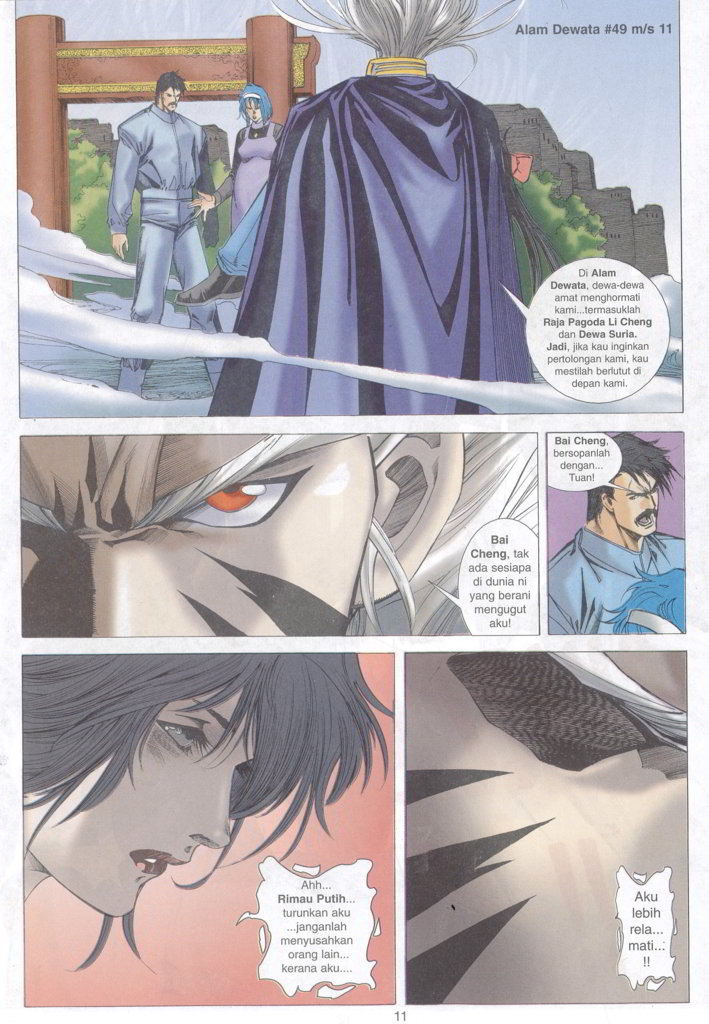 Alam Dewata #49 m/s 11
Di Alam
Dewata, dewa-dewa
amat menghormati
kami...termasuklah
Raja Pagoda Li Cheng
dan Dewa Suria.
Jadi, jika kau inginkan
pertolongan kami, kau
mestilah berlutut di
depan kami.
Bai
Cheng, tak
ada sesiapa
di dunia ni
yang berani
mengugut
aku!
Bai Cheng,
bersopanlah
dengan...
Tuan!
Ahh...
Rimau Putih...
turunkan aku
...janganlah
menyusahkan
orang lain...
kerana aku....
Aku
lebih
rela...
mati...:
!!
11